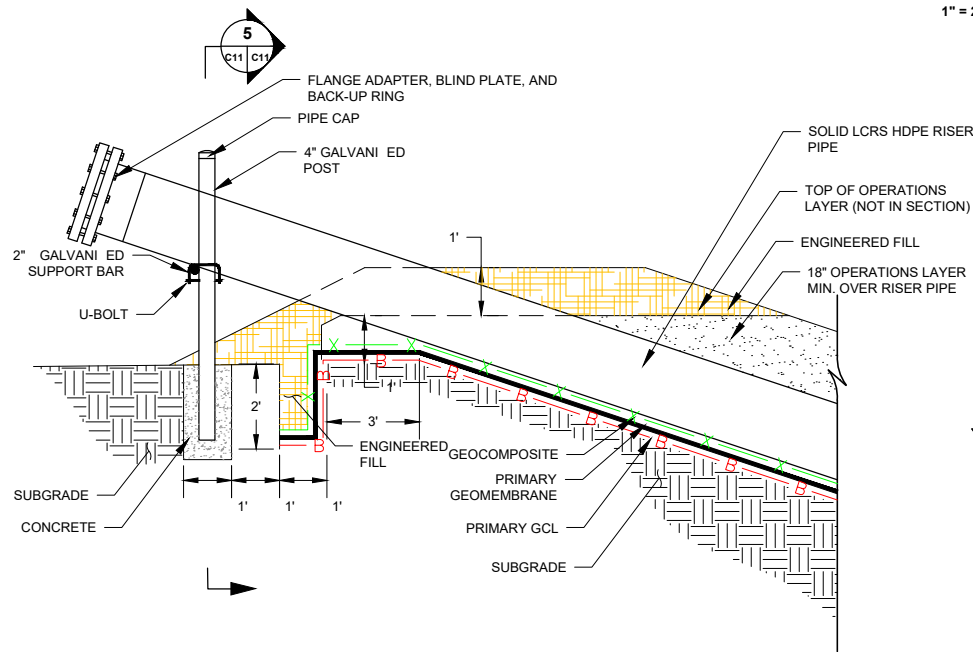 1" = 2
5
C11 C11
FLANGE ADAPTER, BLIND PLATE, AND
BACK-UP RING
PIPE CAP
4" GALVANI ED
POST
SOLID LCRS HDPE RISER
PIPE
TOP OF OPERATIONS
LAYER (NOT IN SECTION)
1'
ENGINEERED FILL
2" GALVANI ED
SUPPORT BAR
18" OPERATIONS LAYER
MIN. OVER RISER PIPE
U-BOLT
X X X X X X X X
B B B B B B B B B
1'
2'
3'
ENGINEERED
FILL
GEOCOMPOSITE
PRIMARY
GEOMEMBRANE
SUBGRADE
1' 1' 1'
CONCRETE
PRIMARY GCL
SUBGRADE